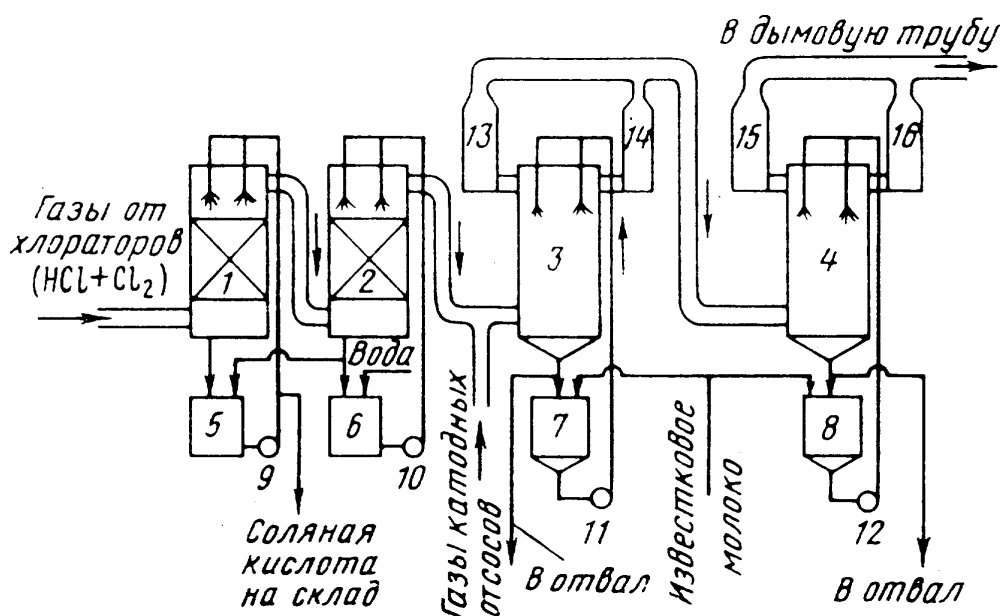 В дымовую трубу
13
14
15
16
Газы от
хлораторов
(HCl+Cl₂)
1
2
3
4
Вода
5
6
7
8
9
10
11
12
Соляная
кислота
на склад
Газы катодных
отсосов
В отвал
Известковое
молоко
В отвал